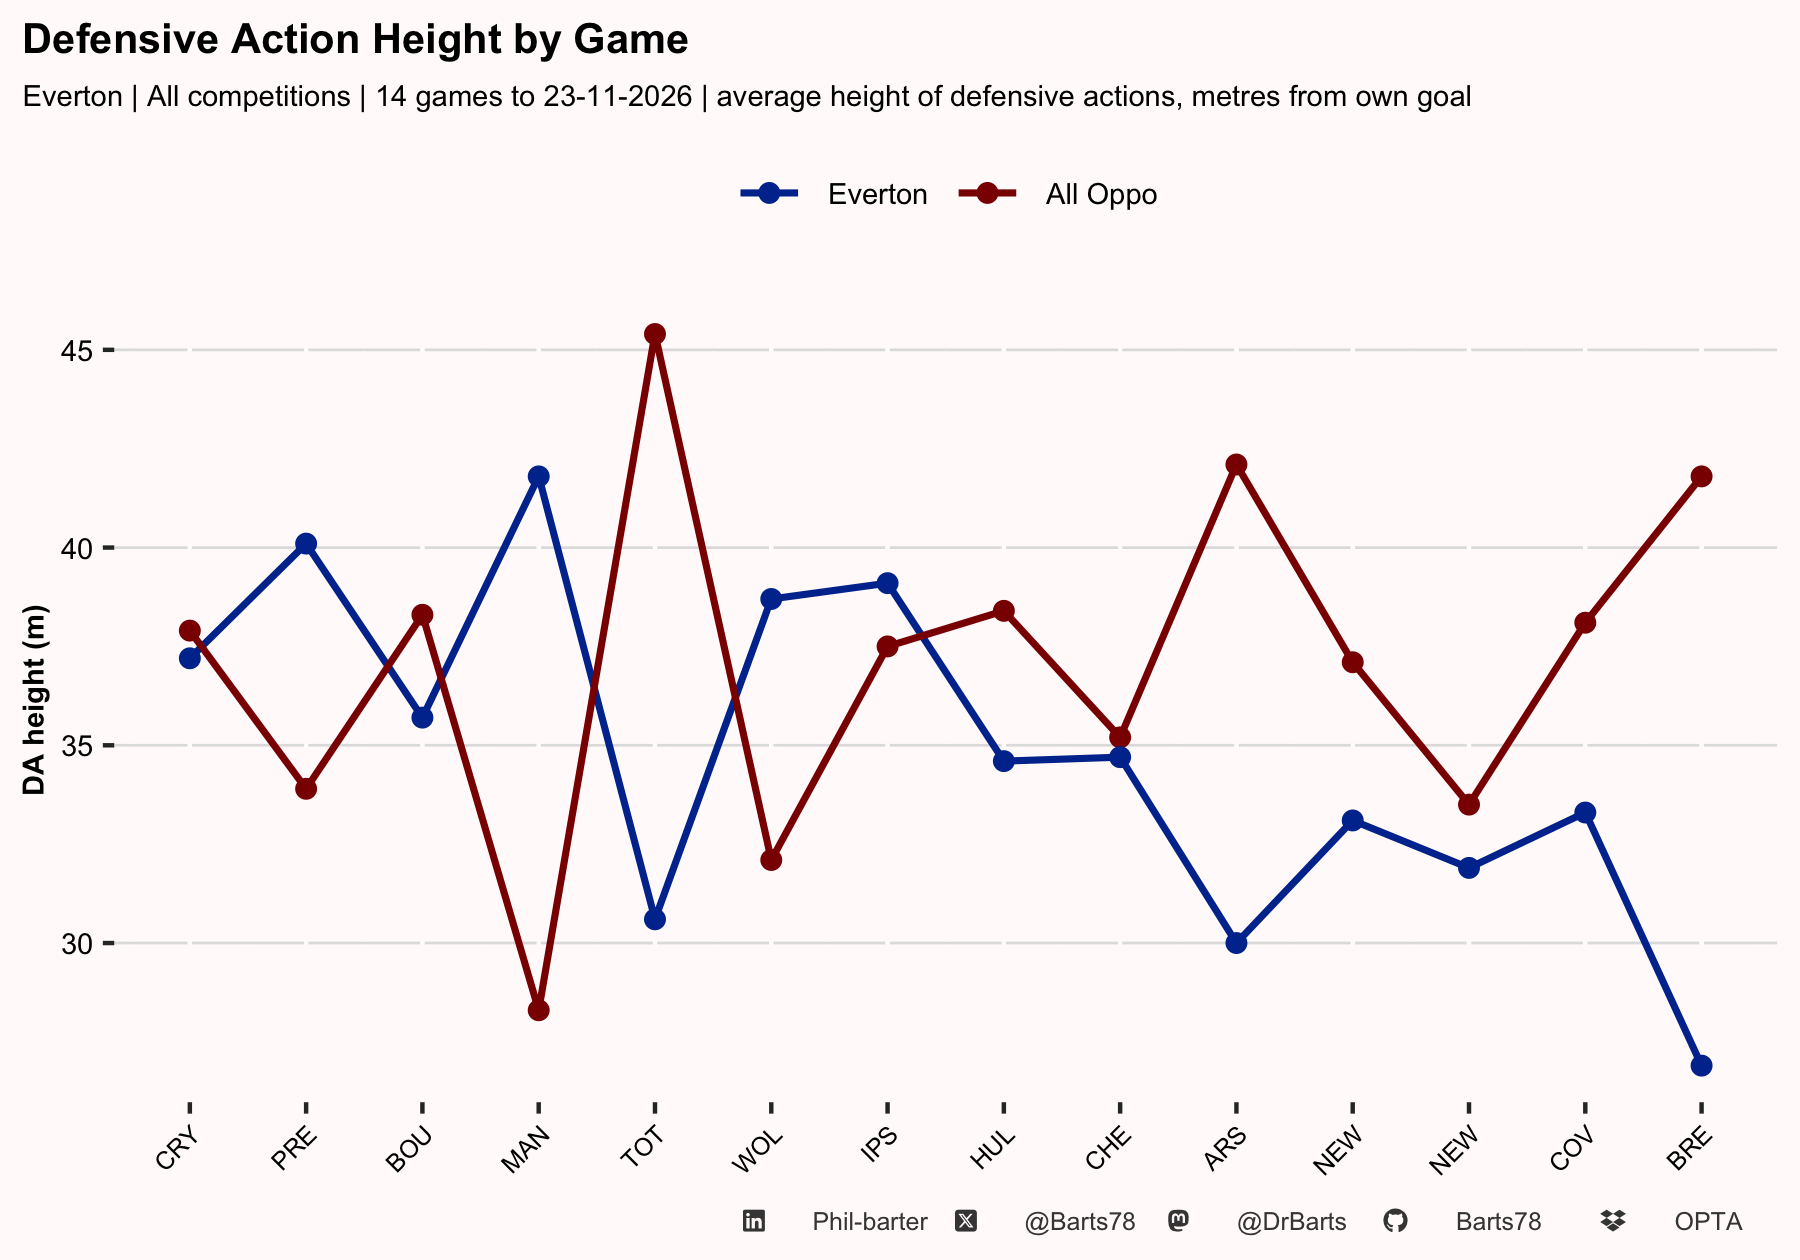 Defensive Action Height by Game
Everton | All competitions | 14 games to 23-11-2026 | average height of defensive actions, metres from own goal
Everton All Oppo
45
40
35
30
DA height (m)
CRY PRE BOU MAN TOT WOL IPS HUL CHE ARS NEW NEW COV BRE
Phil-barter @Barts78 @DrBarts Barts78 OPTA